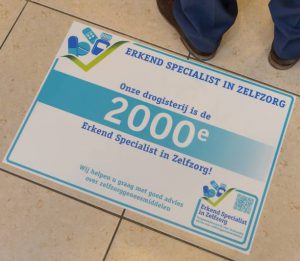 ERKEND SPECIALIST IN ZELFZORG
Onze drogisterij is de
2000e
Erkend Specialist in Zelfzorg!
Wij helpen u graag met goed advies
over zelfzorggeneesmiddelen
Erkend Specialist
in Zelfzorg